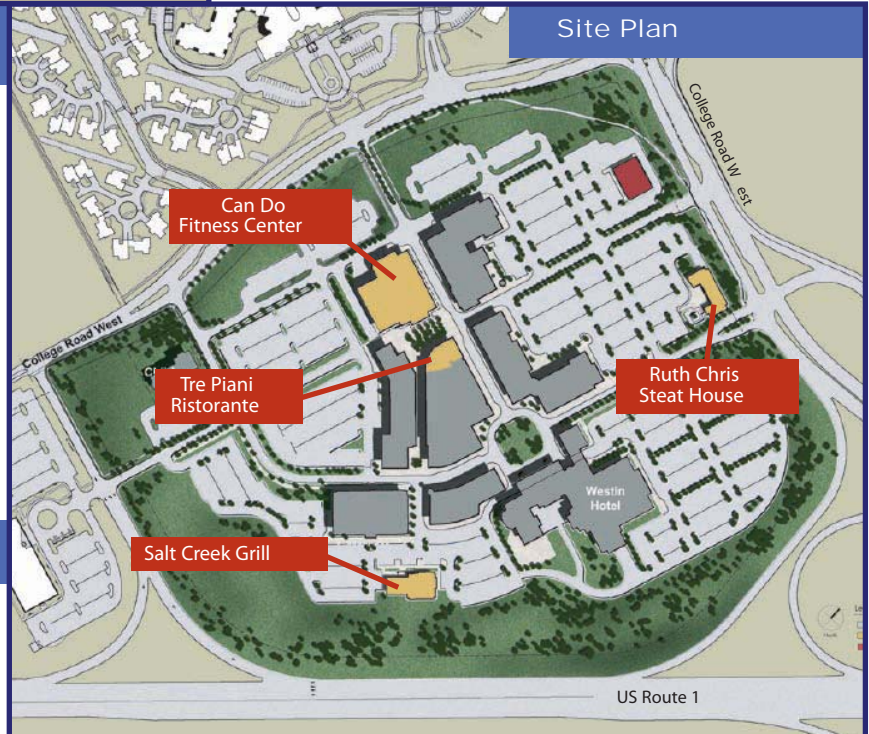 Site Plan
College Road W est
Can Do
Fitness Center
College Road West
Tre Piani
Ristorante
Ruth Chris
Steat House
Westin
Hotel
Salt Creek Grill
US Route 1